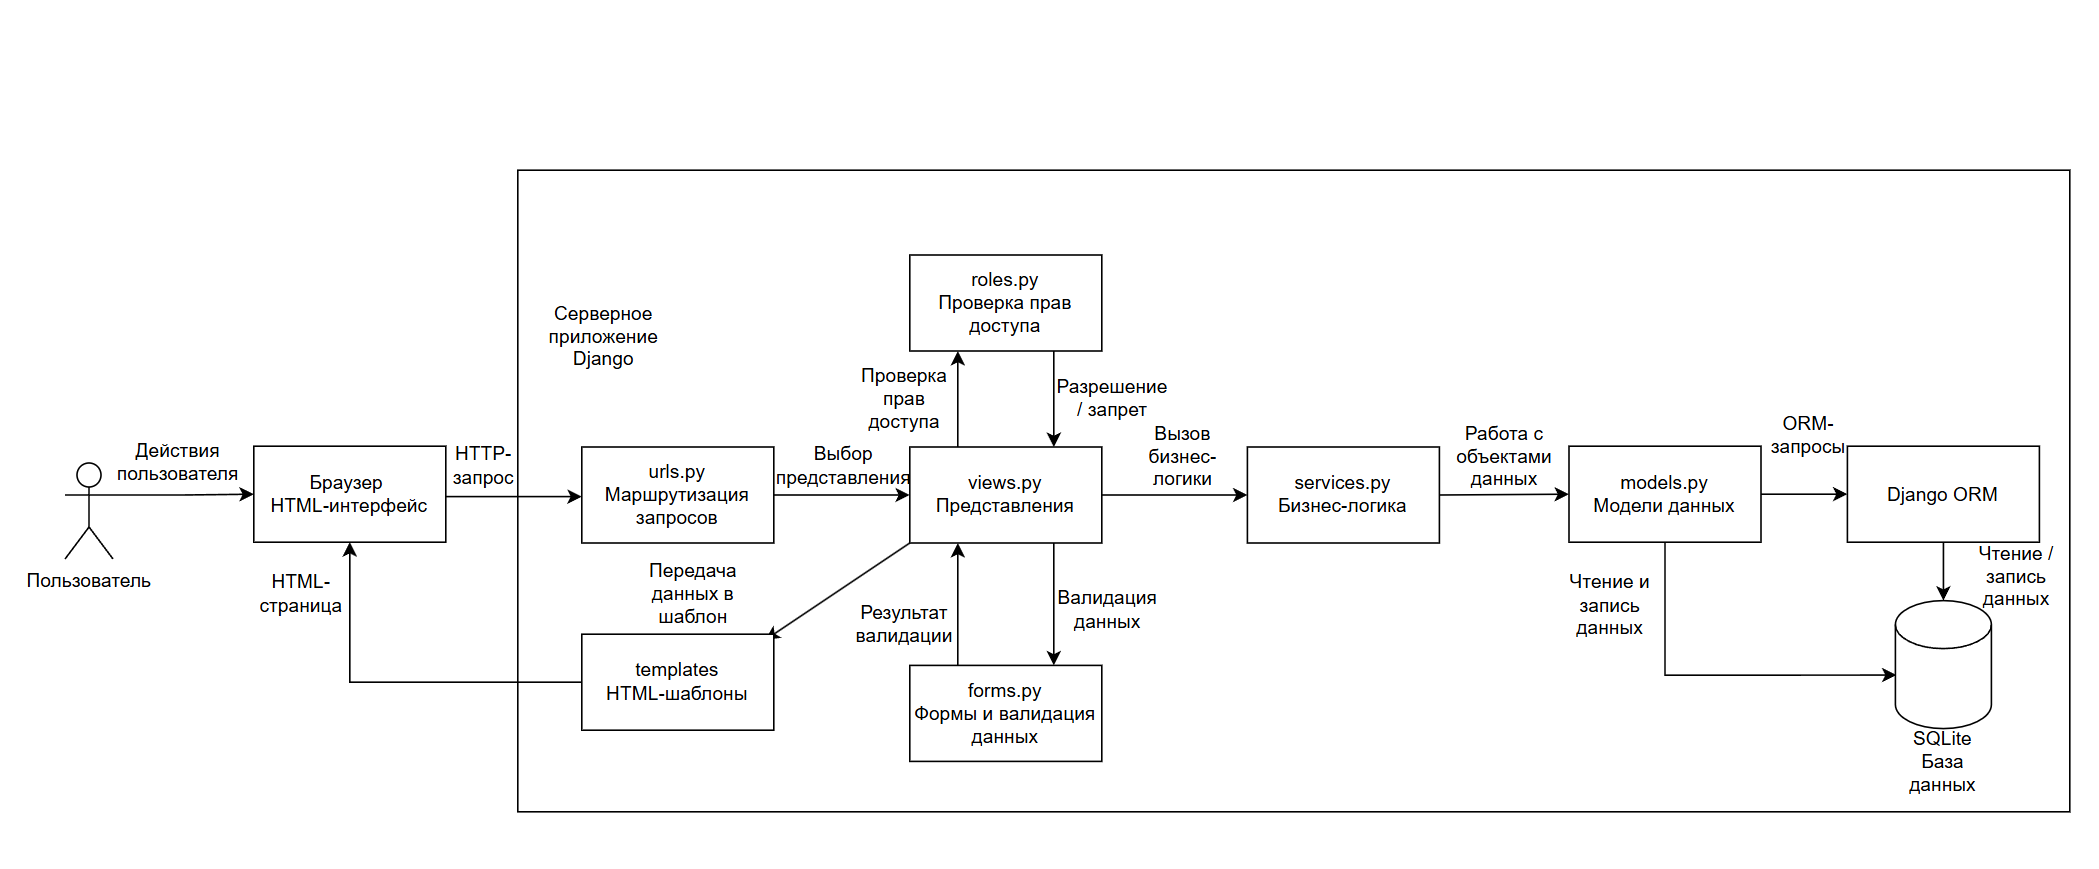 roles.py
Проверка прав
доступа
Серверное
приложение
Django
Проверка
прав
доступа
Разрешение
/ запрет
Действия
пользователя
Пользователь
Браузер
HTML-интерфейс
HTTP-
запрос
urls.py
Маршрутизация
запросов
Выбор
представления
views.py
Представления
Вызов
бизнес-
логики
services.py
Бизнес-логика
Работа с
объектами
данных
models.py
Модели данных
ORM-
запросы
Django ORM
HTML-
страница
Передача
данных в
шаблон
Результат
валидации
Валидация
данных
Чтение и
запись
данных
Чтение /
запись
данных
templates
HTML-шаблоны
forms.py
Формы и валидация
данных
SQLite
База
данных